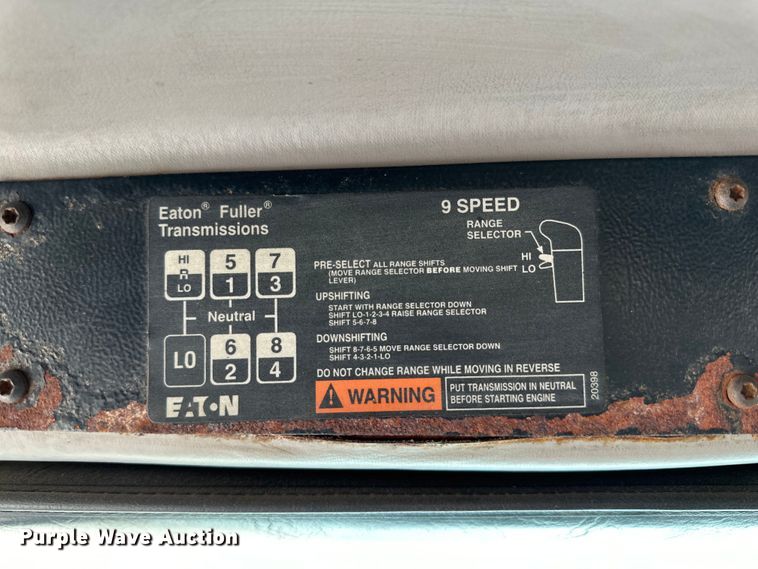 Eaton® Fuller®
Transmissions
9 SPEED
RANGE
SELECTOR
HI
LO
HI
R
LO
5
1
7
3
Neutral
LO
6
2
8
4
EATON
PRE-SELECT ALL RANGE SHIFTS
(MOVE RANGE SELECTOR BEFORE MOVING SHIFT
LEVER)
UPSHIFTING
START WITH RANGE SELECTOR DOWN
SHIFT LO-1-2-3-4 RAISE RANGE SELECTOR
SHIFT 5-6-7-8
DOWNSHIFTING
SHIFT 8-7-6-5 MOVE RANGE SELECTOR DOWN
SHIFT 4-3-2-1-LO
DO NOT CHANGE RANGE WHILE MOVING IN REVERSE
WARNING
PUT TRANSMISSION IN NEUTRAL
BEFORE STARTING ENGINE
20398
Purple Wave Auction